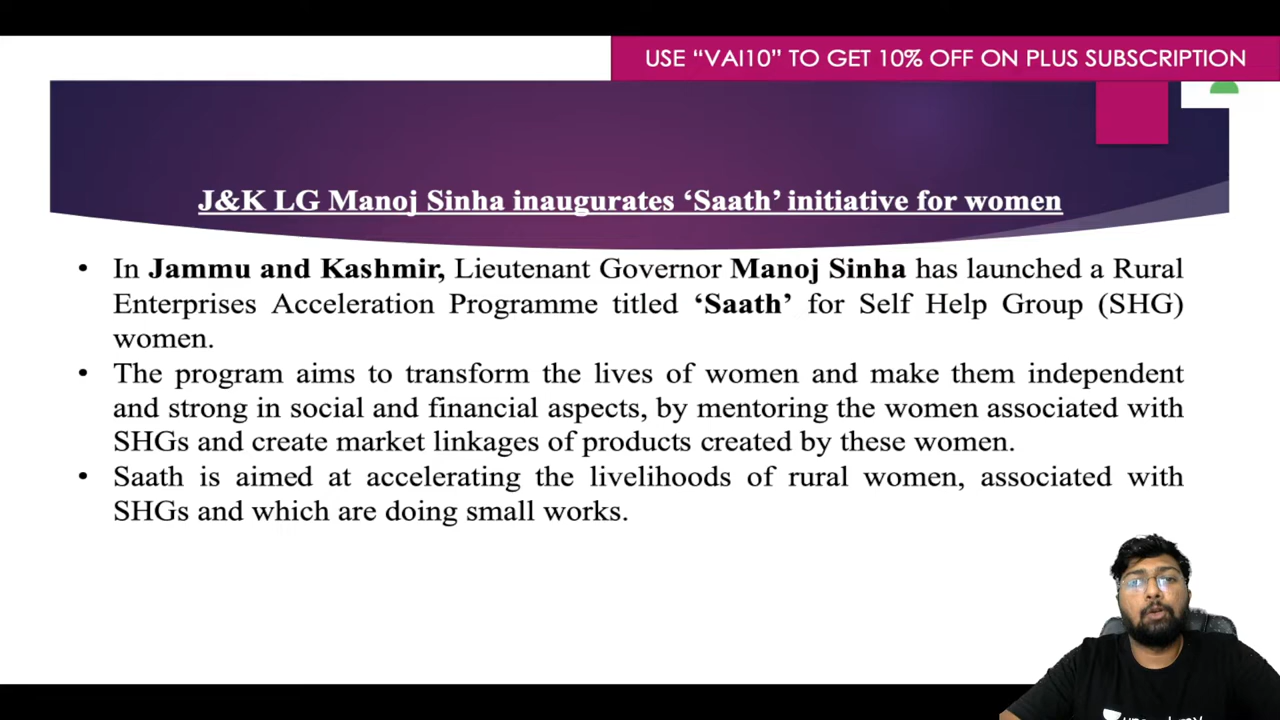 USE “VAI10” TO GET 10% OFF ON PLUS SUBSCRIPTION
J&K LG Manoj Sinha inaugurates ‘Saath’ initiative for women
• In Jammu and Kashmir, Lieutenant Governor Manoj Sinha has launched a Rural
Enterprises Acceleration Programme titled ‘Saath’ for Self Help Group (SHG)
women.
• The program aims to transform the lives of women and make them independent
and strong in social and financial aspects, by mentoring the women associated with
SHGs and create market linkages of products created by these women.
• Saath is aimed at accelerating the livelihoods of rural women, associated with
SHGs and which are doing small works.